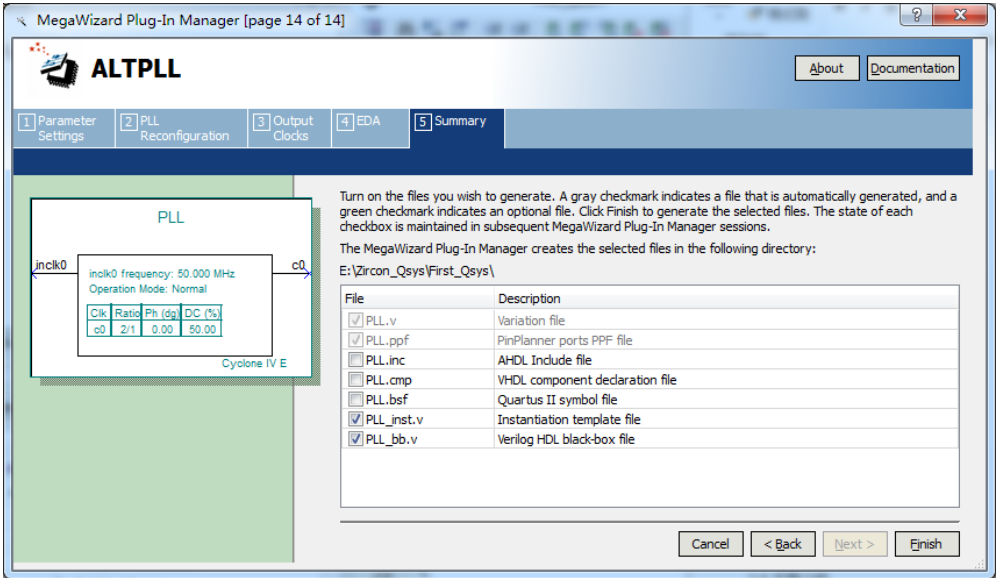 MegaWizard Plug-In Manager [page 14 of 14]
ALTPLL
About
Documentation
1 Parameter Settings
2 PLL Reconfiguration
3 Output Clocks
4 EDA
5 Summary
PLL
inclk0
c0
inclk0 frequency: 50.000 MHz
Operation Mode: Normal
Clk Ratio Ph (dg) DC (%)
c0 2/1 0.00 50.00
Cyclone IV E
Turn on the files you wish to generate. A gray checkmark indicates a file that is automatically generated, and a
green checkmark indicates an optional file. Click Finish to generate the selected files. The state of each
checkbox is maintained in subsequent MegaWizard Plug-In Manager sessions.
The MegaWizard Plug-In Manager creates the selected files in the following directory:
E:\Zircon_Qsys\First_Qsys\
File Description
PLL.v Variation file
PLL.ppf PinPlanner ports PPF file
PLL.inc AHDL Include file
PLL.cmp VHDL component declaration file
PLL.bsf Quartus II symbol file
PLL_inst.v Instantiation template file
PLL_bb.v Verilog HDL black-box file
Cancel
< Back
Next >
Finish